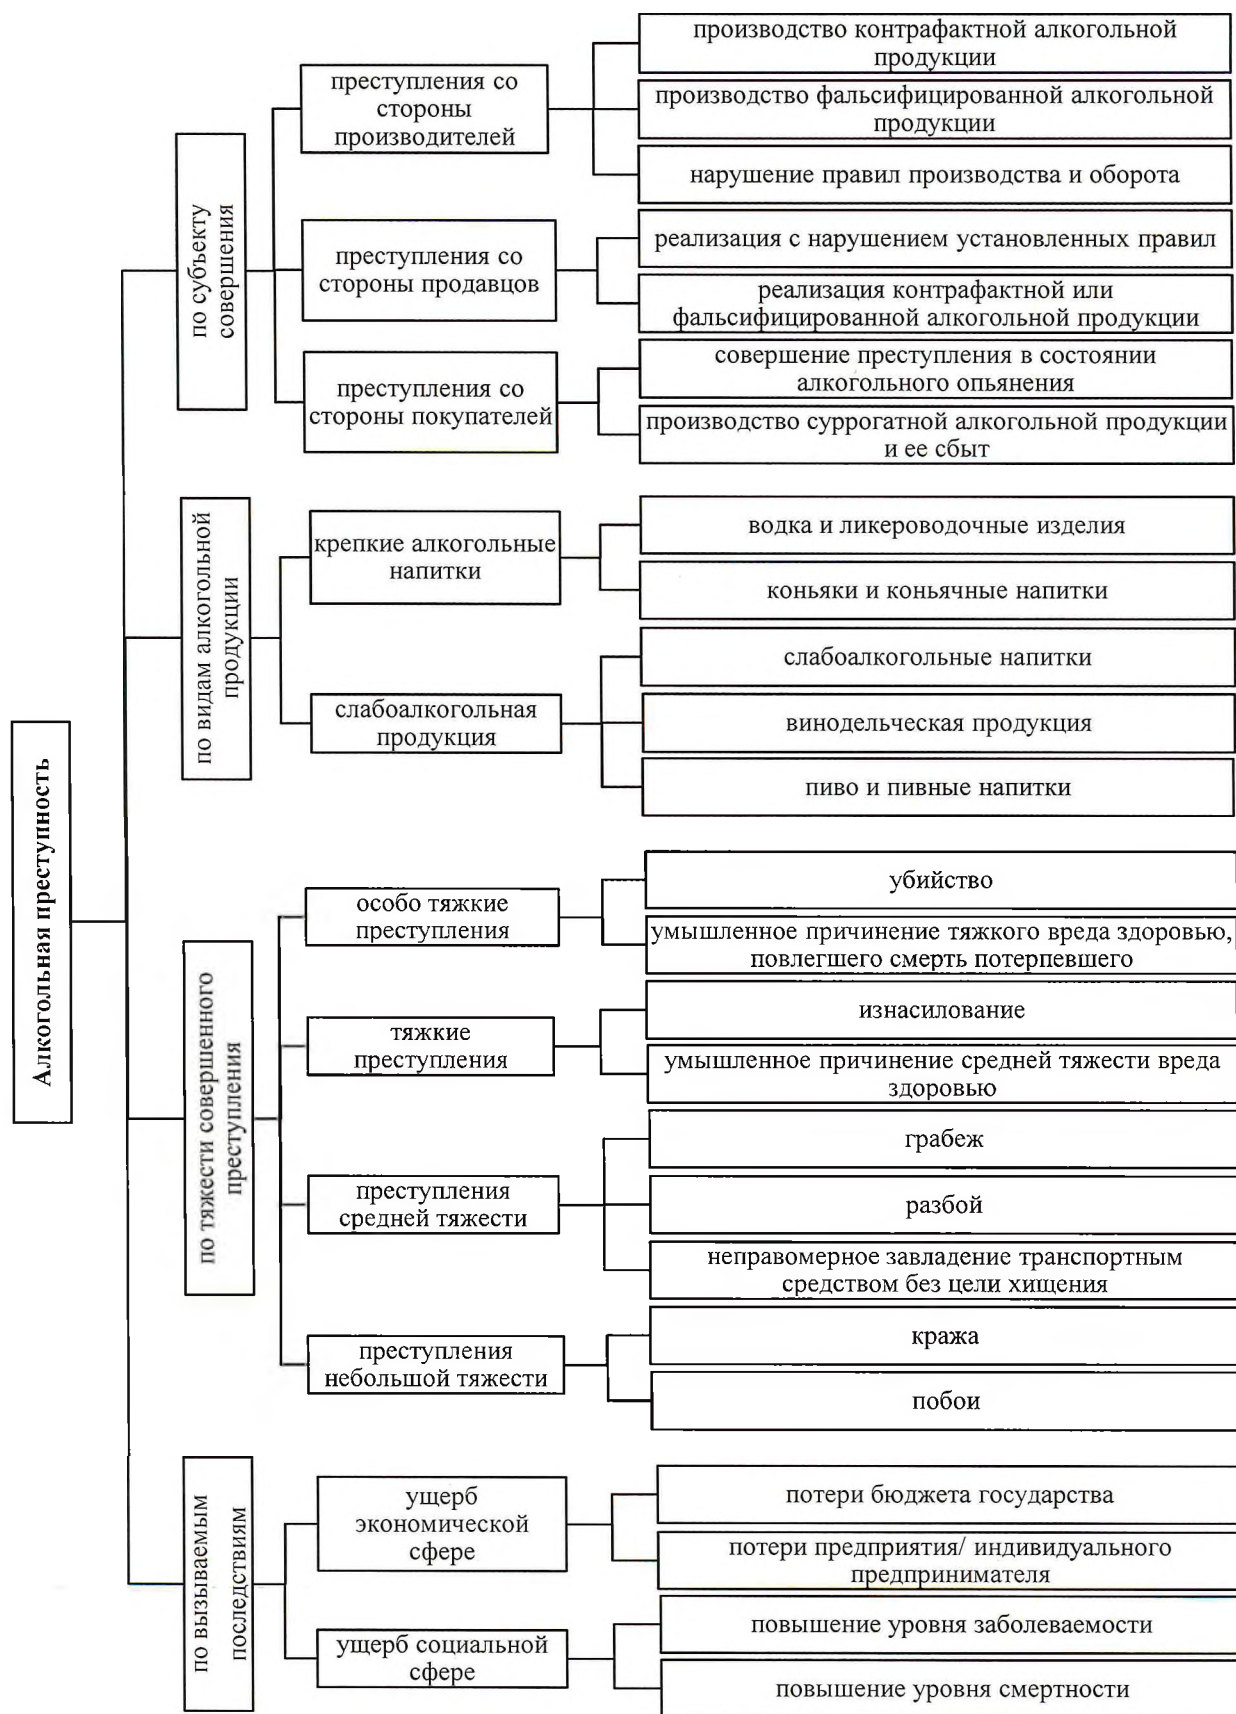 Алкогольная преступность
по субъекту
совершения
преступления со
стороны
производителей
производство контрафактной алкогольной
продукции
производство фальсифицированной алкогольной
продукции
нарушение правил производства и оборота
преступления со
стороны продавцов
реализация с нарушением установленных правил
реализация контрафактной или
фальсифицированной алкогольной продукции
преступления со
стороны покупателей
совершение преступления в состоянии
алкогольного опьянения
производство суррогатной алкогольной продукции
и ее сбыт
по видам алкогольной
продукции
крепкие алкогольные
напитки
водка и ликероводочные изделия
коньяки и коньячные напитки
слабоалкогольная
продукция
слабоалкогольные напитки
винодельческая продукция
пиво и пивные напитки
по тяжести совершенного
преступления
особо тяжкие
преступления
убийство
умышленное причинение тяжкого вреда здоровью,
повлегшего смерть потерпевшего
тяжкие
преступления
изнасилование
умышленное причинение средней тяжести вреда
здоровью
преступления
средней тяжести
грабеж
разбой
неправомерное завладение транспортным
средством без цели хищения
преступления
небольшой тяжести
кража
побои
по вызываемым
последствиям
ущерб
экономической
сфере
потери бюджета государства
потери предприятия/ индивидуального
предпринимателя
ущерб социальной
сфере
повышение уровня заболеваемости
повышение уровня смертности